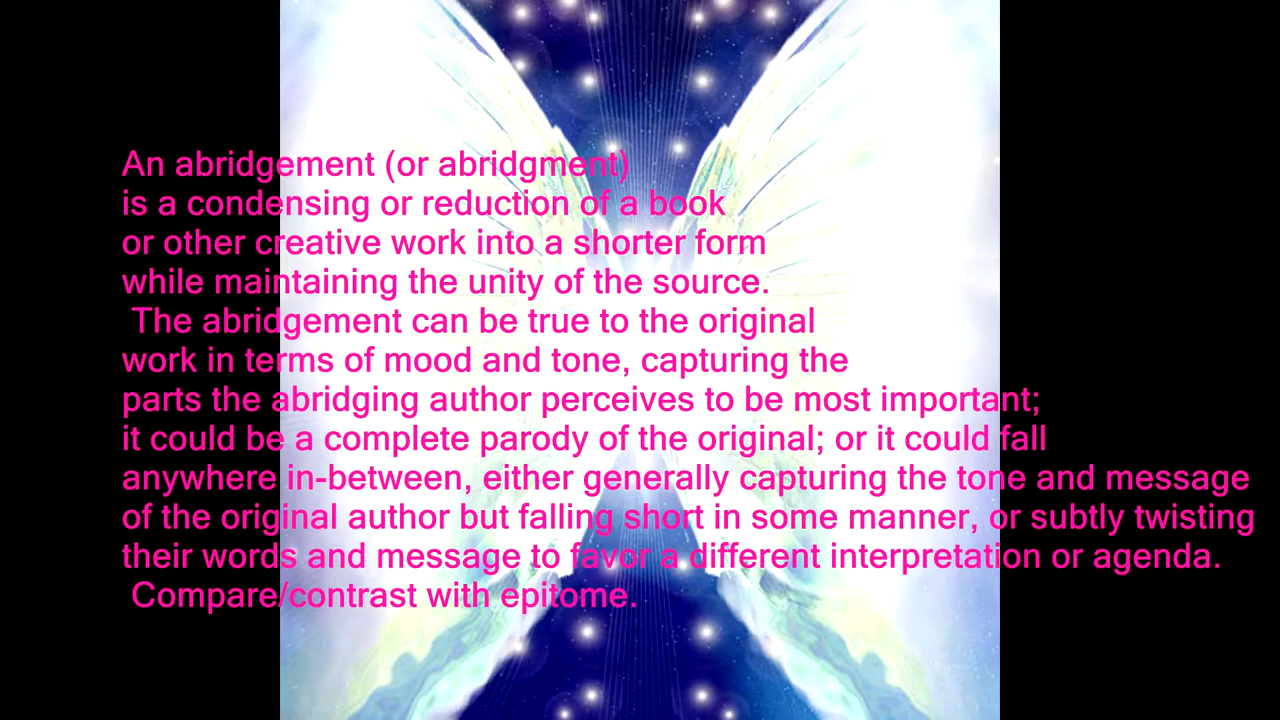 An abridgement (or abridgment)
is a condensing or reduction of a book
or other creative work into a shorter form
while maintaining the unity of the source.
The abridgement can be true to the original
work in terms of mood and tone, capturing the
parts the abridging author perceives to be most important;
it could be a complete parody of the original; or it could fall
anywhere in-between, either generally capturing the tone and message
of the original author but falling short in some manner, or subtly twisting
their words and message to favor a different interpretation or agenda.
Compare/contrast with epitome.